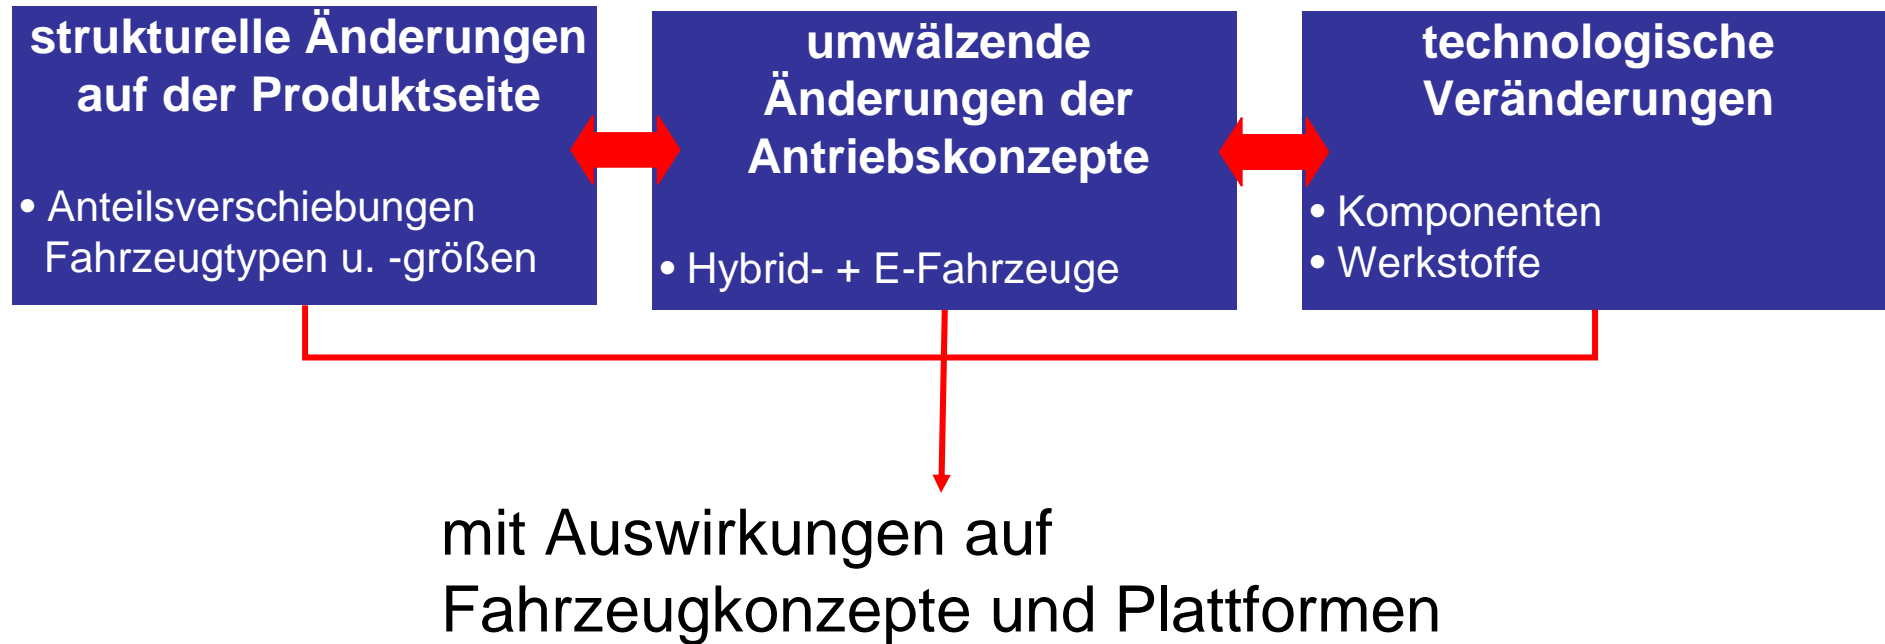 strukturelle Änderungen
auf der Produktseite
• Anteilsverschiebungen
Fahrzeugtypen u. -größen
umwälzende
Änderungen der
Antriebskonzepte
• Hybrid- + E-Fahrzeuge
technologische
Veränderungen
• Komponenten
• Werkstoffe
mit Auswirkungen auf
Fahrzeugkonzepte und Plattformen